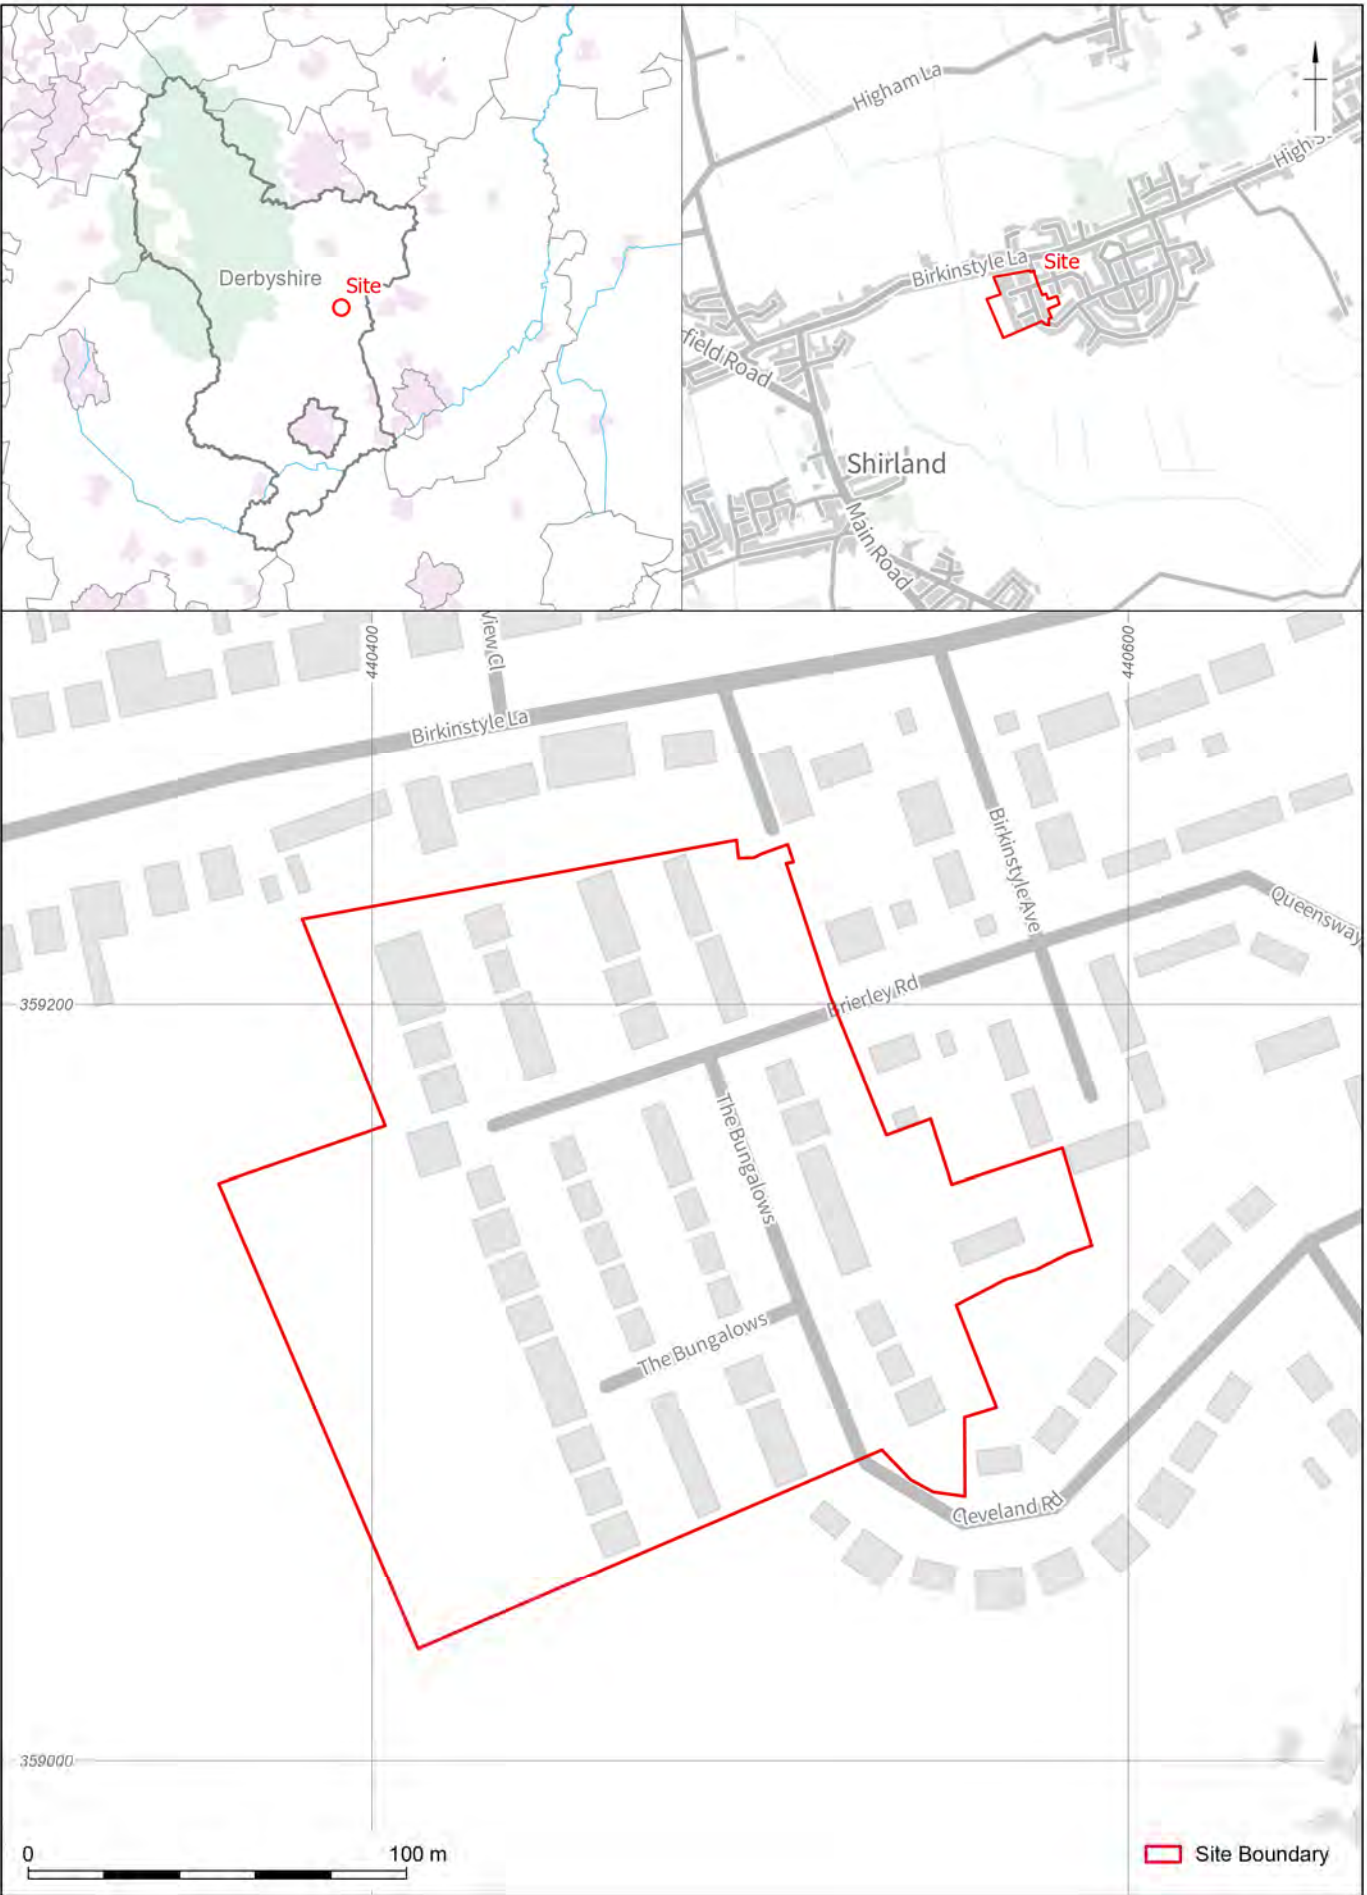 Derbyshire
Site
Higham La
High S
Birkinstyle La
Site
rfield Road
Shirland
Main Road
View Cl
440400
440600
Birkinstyle La
Birkinstyle Ave
Queensway
359200
Brierley Rd
The Bungalows
The Bungalows
Cleveland Rd
359000
0 100 m
Site Boundary